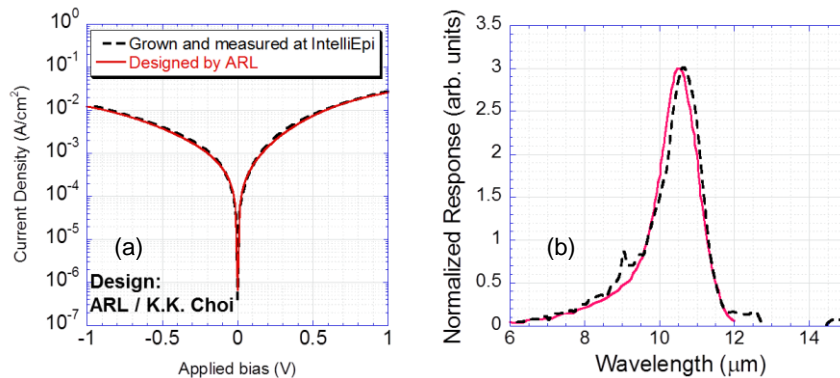 10⁰
10⁻¹
10⁻²
10⁻³
10⁻⁴
10⁻⁵
10⁻⁶
10⁻⁷
Current Density (A/cm²)
Grown and measured at IntelliEpi
Designed by ARL
(a)
Design:
ARL / K.K. Choi
-1 -0.5 0 0.5 1
Applied bias (V)
3.5
3
2.5
2
1.5
1
0.5
0
Normalized Response (arb. units)
(b)
6 8 10 12 14
Wavelength (μm)